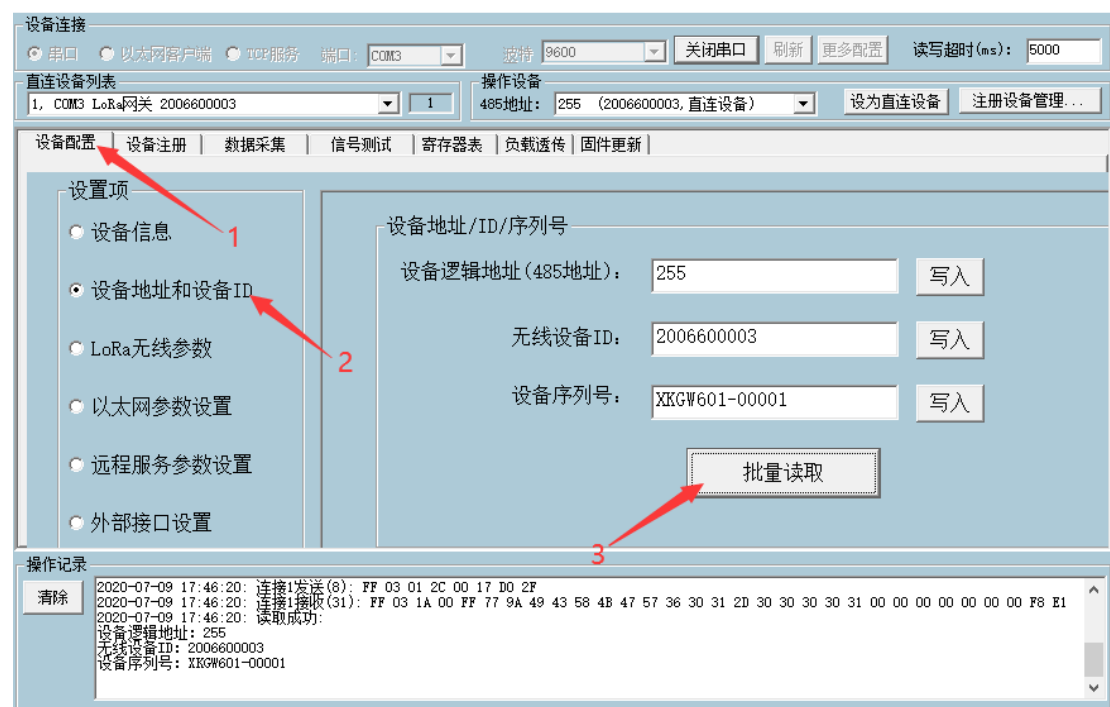 设备连接
串口 以太网客户端 TCP服务 端口: COM3 波特 9600 关闭串口 刷新 更多配置 读写超时(ms): 5000
直连设备列表 操作设备
1, COM3 LoRa网关 2006600003 1 485地址: 255 (2006600003,直连设备) 设为直连设备 注册设备管理...
设备配置 设备注册 数据采集 信号测试 寄存器表 负载透传 固件更新
设置项
设备信息
设备地址和设备ID
LoRa无线参数
以太网参数设置
远程服务参数设置
外部接口设置
1
2
设备地址/ID/序列号
设备逻辑地址(485地址): 255 写入
无线设备ID: 2006600003 写入
设备序列号: XKGW601-00001 写入
批量读取
3
操作记录
清除
2020-07-09 17:46:20: 连接1发送(8): FF 03 01 2C 00 17 D0 2F
2020-07-09 17:46:20: 连接1接收(31): FF 03 1A 00 FF 77 9A 49 43 58 4B 47 57 36 30 31 2D 30 30 30 30 31 00 00 00 00 00 00 00 F8 E1
2020-07-09 17:46:20: 读取成功:
设备逻辑地址: 255
无线设备ID: 2006600003
设备序列号: XKGW601-00001